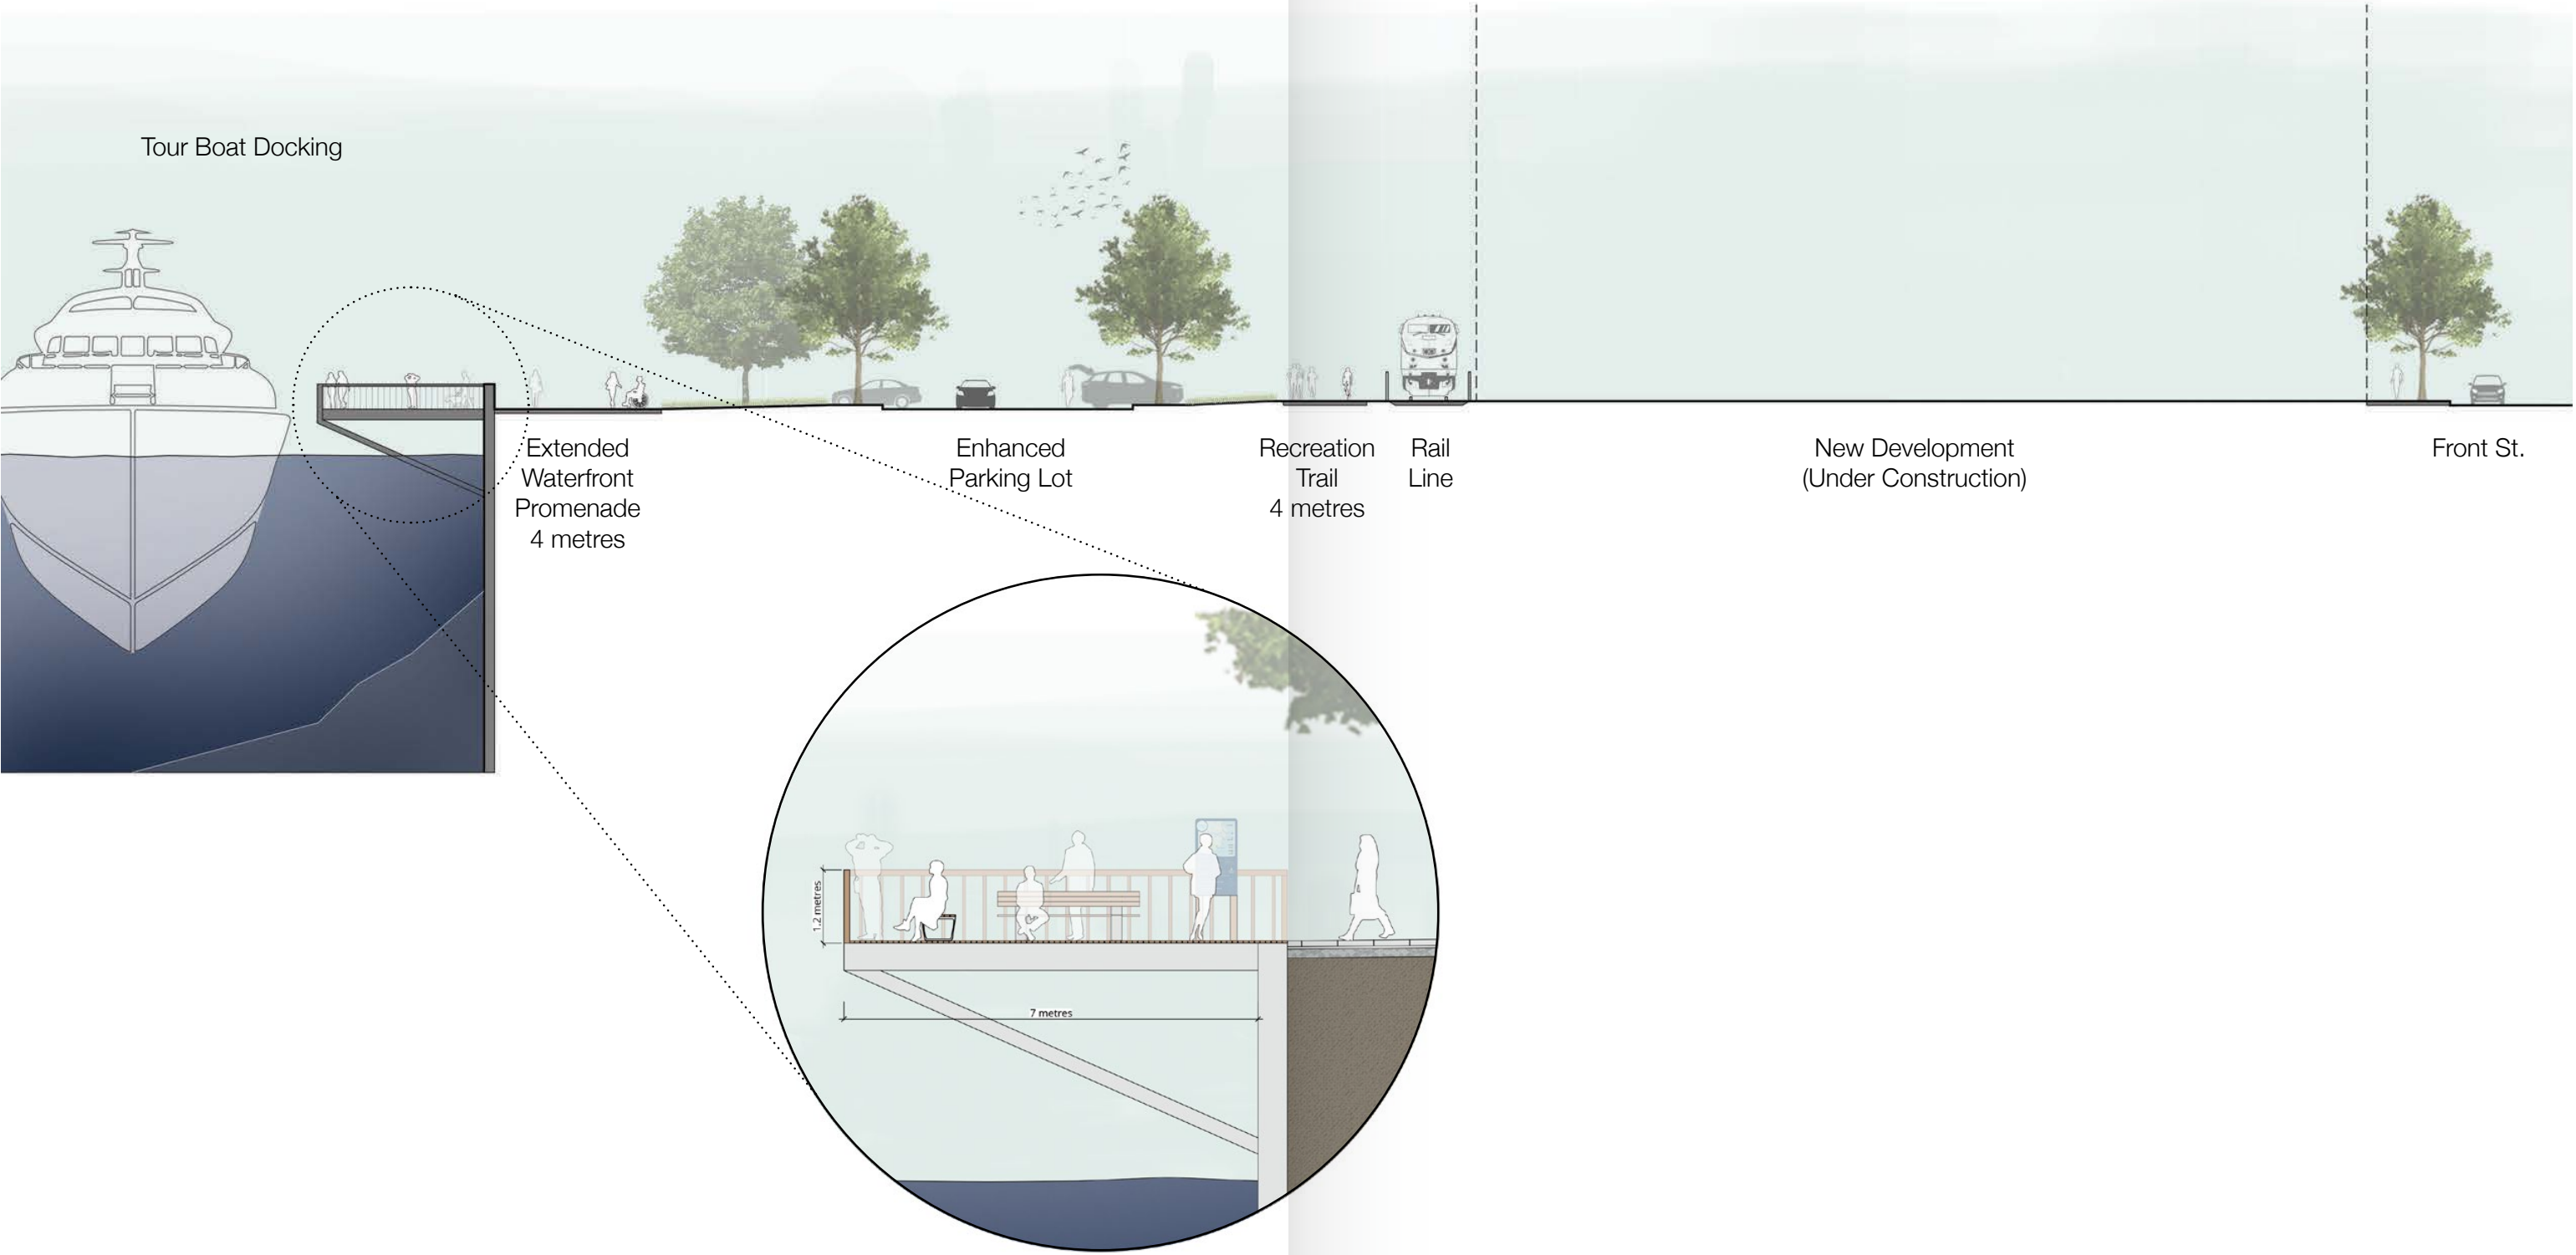 Tour Boat Docking
Extended
Waterfront
Promenade
4 metres
Enhanced
Parking Lot
Recreation
Trail
4 metres
Rail
Line
New Development
(Under Construction)
Front St.
1.2 metres
7 metres